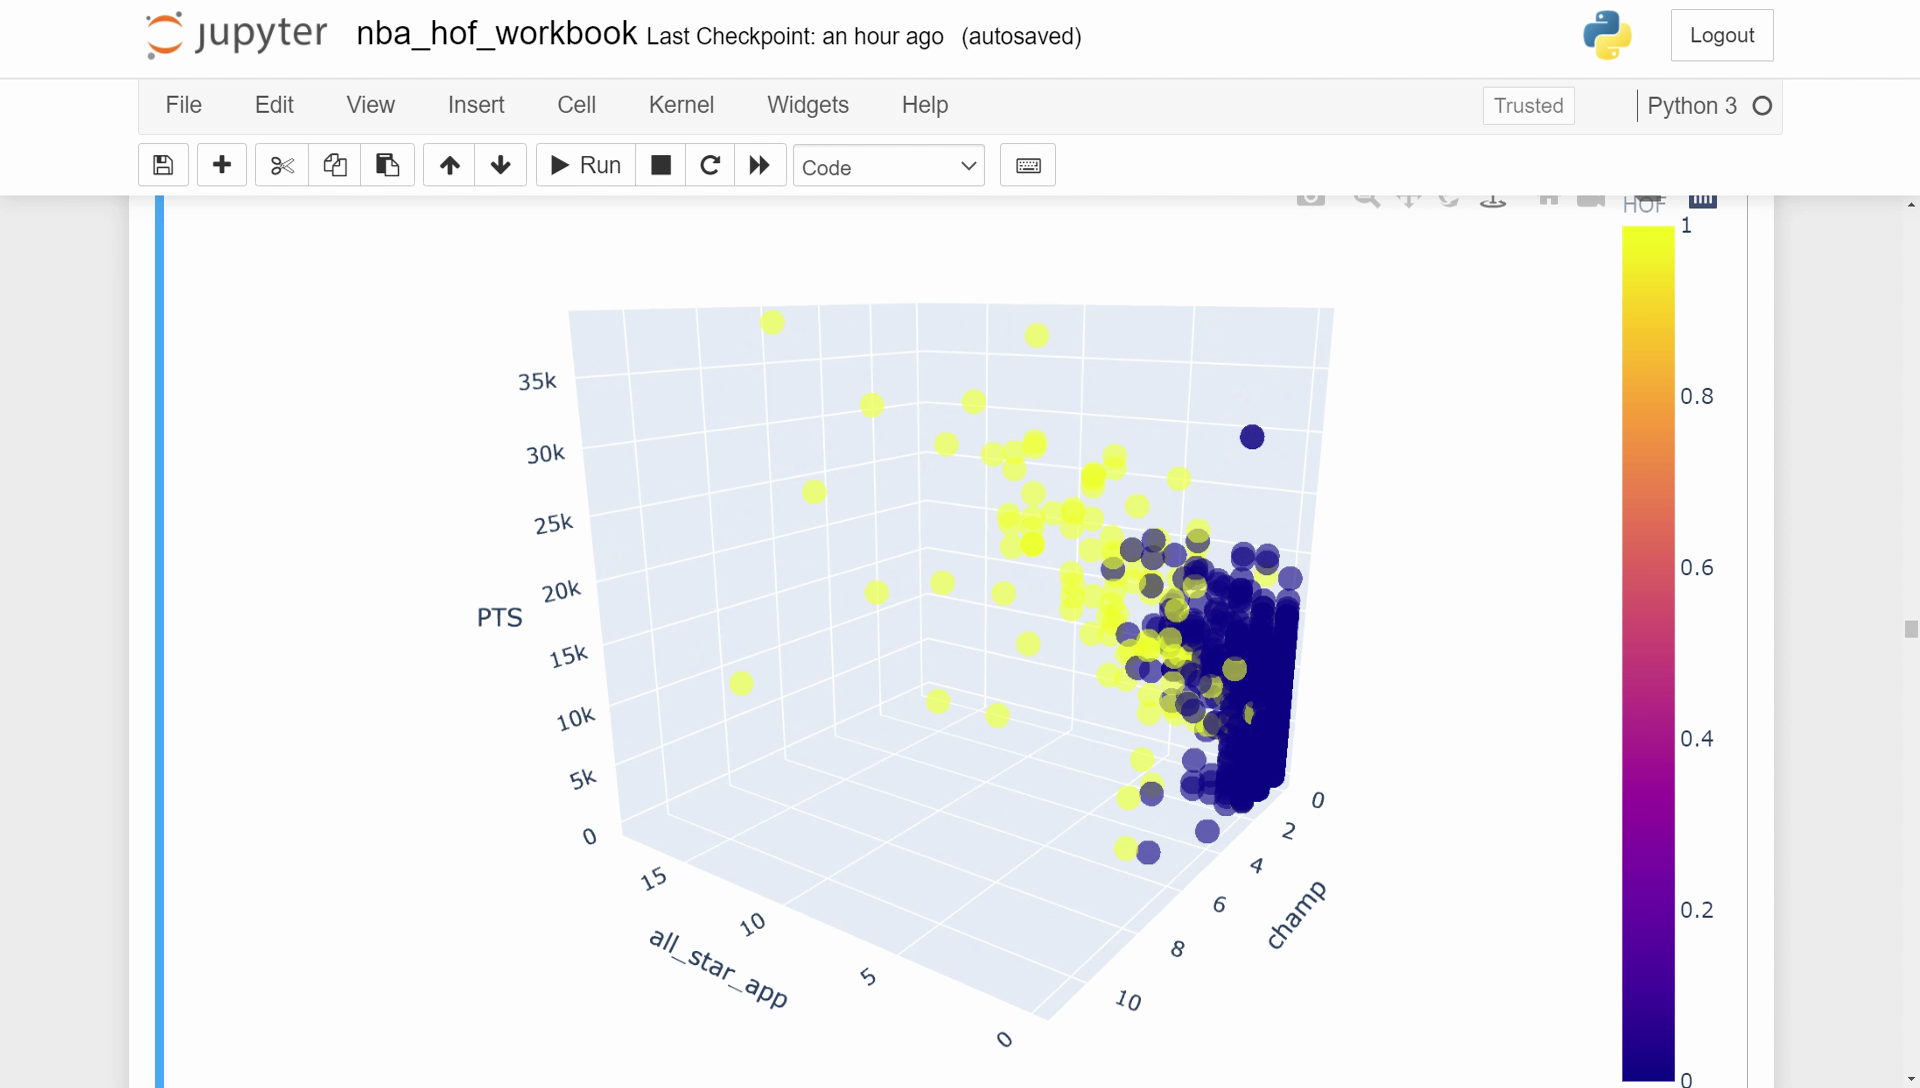 jupyter nba_hof_workbook Last Checkpoint: an hour ago (autosaved) Logout
File Edit View Insert Cell Kernel Widgets Help Trusted Python 3
Run Code
HOF
1
0.8
0.6
0.4
0.2
0
PTS
35k
30k
25k
20k
15k
10k
5k
0
15
10
5
0
all_star_app
0
2
4
6
8
10
champ